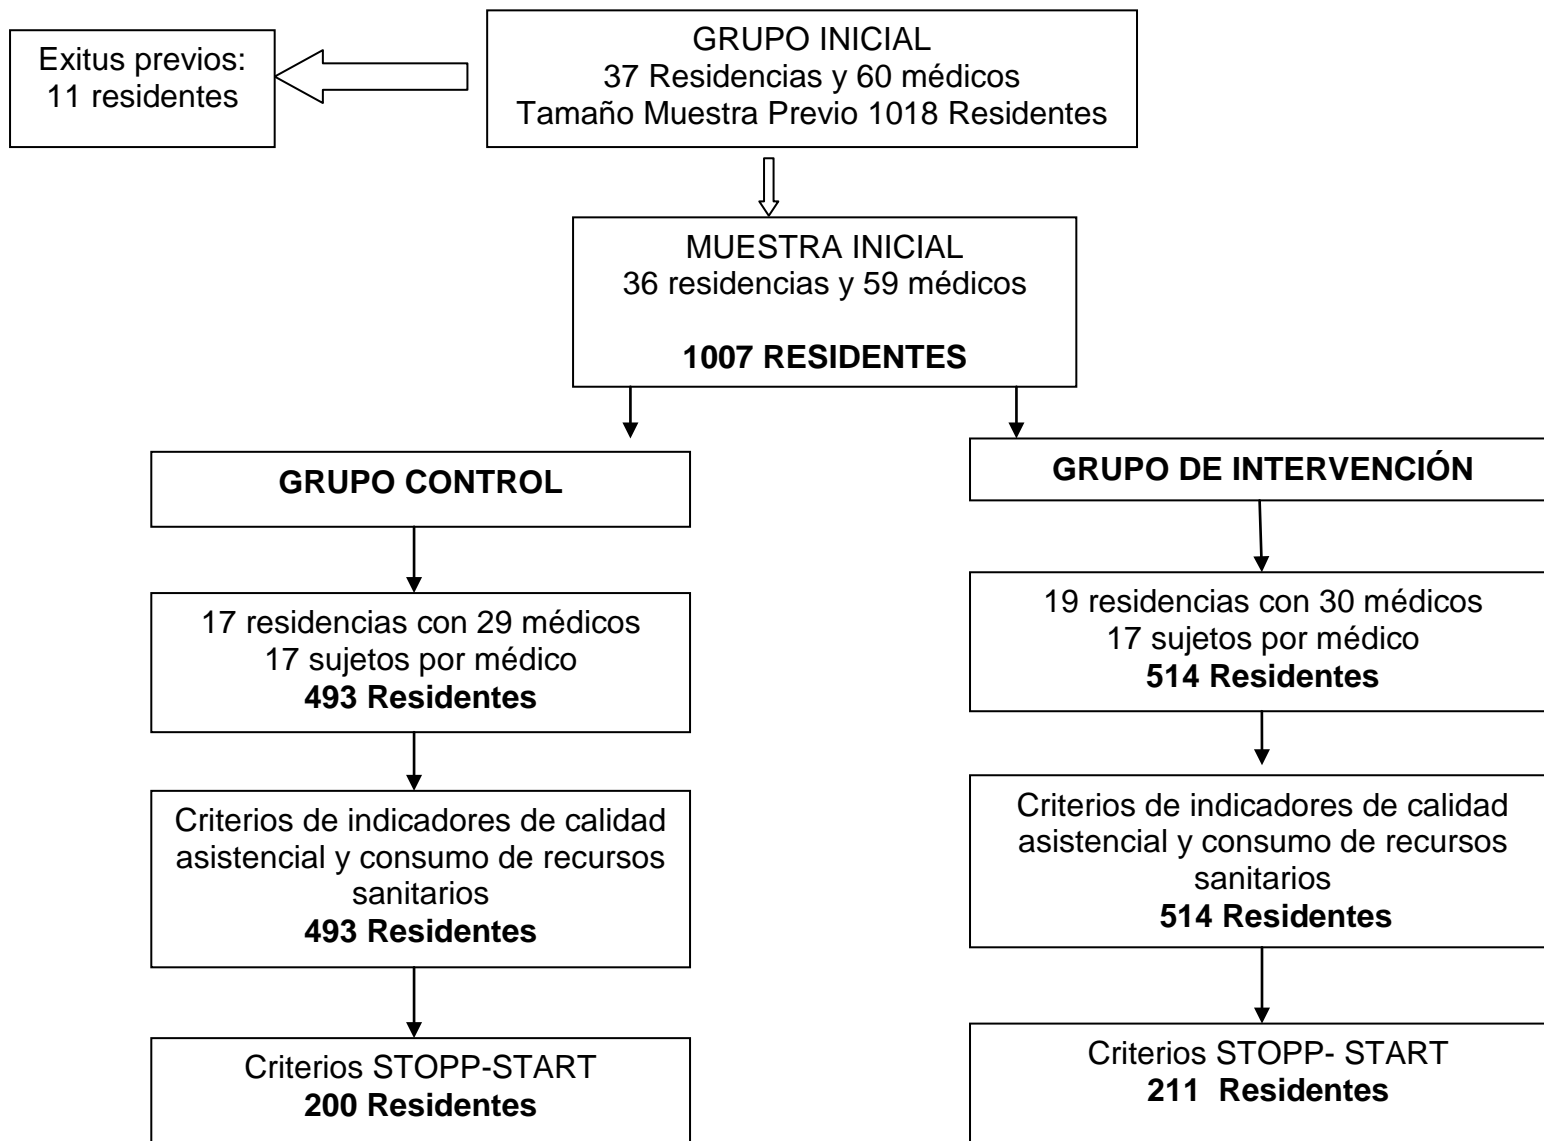 Exitus previos:
11 residentes
GRUPO INICIAL
37 Residencias y 60 médicos
Tamaño Muestra Previo 1018 Residentes
MUESTRA INICIAL
36 residencias y 59 médicos
1007 RESIDENTES
GRUPO CONTROL
17 residencias con 29 médicos
17 sujetos por médico
493 Residentes
Criterios de indicadores de calidad
asistencial y consumo de recursos
sanitarios
493 Residentes
Criterios STOPP-START
200 Residentes
GRUPO DE INTERVENCIÓN
19 residencias con 30 médicos
17 sujetos por médico
514 Residentes
Criterios de indicadores de calidad
asistencial y consumo de recursos
sanitarios
514 Residentes
Criterios STOPP- START
211 Residentes